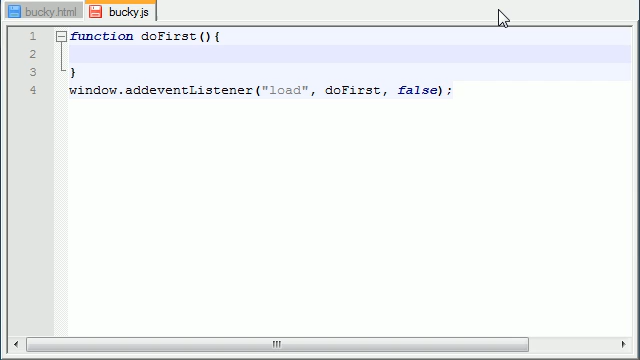 bucky.html bucky.js
1 function doFirst(){
2
3 }
4 window.addeventListener("load", doFirst, false);